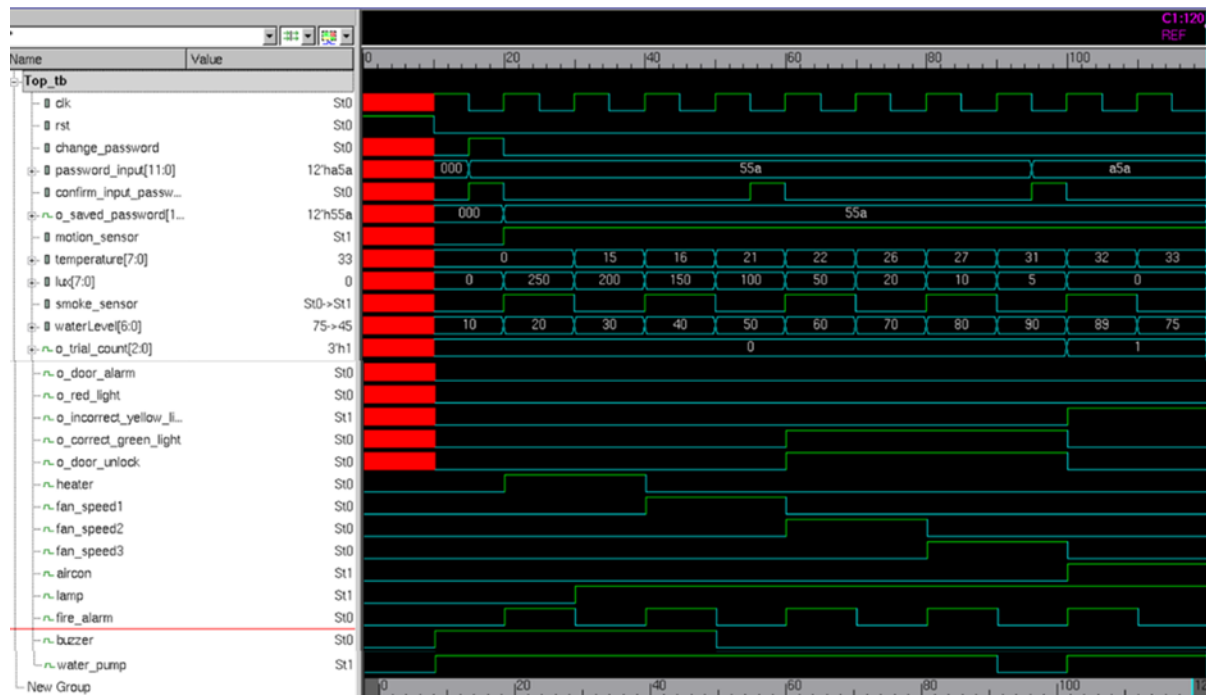 C1:120
REF
Name Value 0 20 40 60 80 100
Top_tb
clk St0
rst St0
change_password St0
password_input[11:0] 12'ha5a 000 55a a5a
confirm_input_passw... St0
o_saved_password[1... 12'h55a 000 55a
motion_sensor St1
temperature[7:0] 33 0 15 16 21 22 26 27 31 32 33
lux[7:0] 0 0 250 200 150 100 50 20 10 5 0
smoke_sensor St0->St1
waterLevel[6:0] 75->45 10 20 30 40 50 60 70 80 90 89 75
o_trial_count[2:0] 3'h1 0 1
o_door_alarm St0
o_red_light St0
o_incorrect_yellow_li... St1
o_correct_green_light St0
o_door_unlock St0
heater St0
fan_speed1 St0
fan_speed2 St0
fan_speed3 St0
aircon St1
lamp St1
fire_alarm St0
buzzer St0
water_pump St1
New Group 0 20 40 60 80 100 12